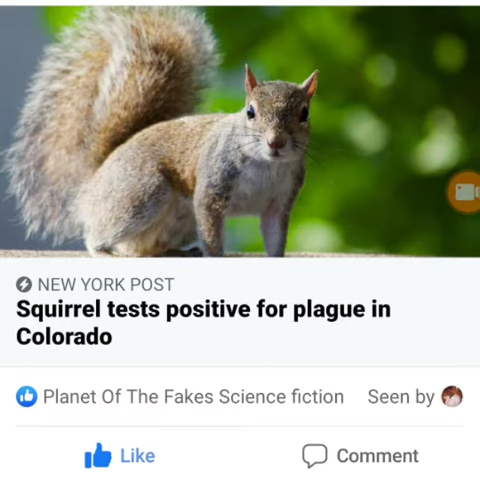 NEW YORK POST
Squirrel tests positive for plague in
Colorado
Planet Of The Fakes Science fiction Seen by
Like Comment